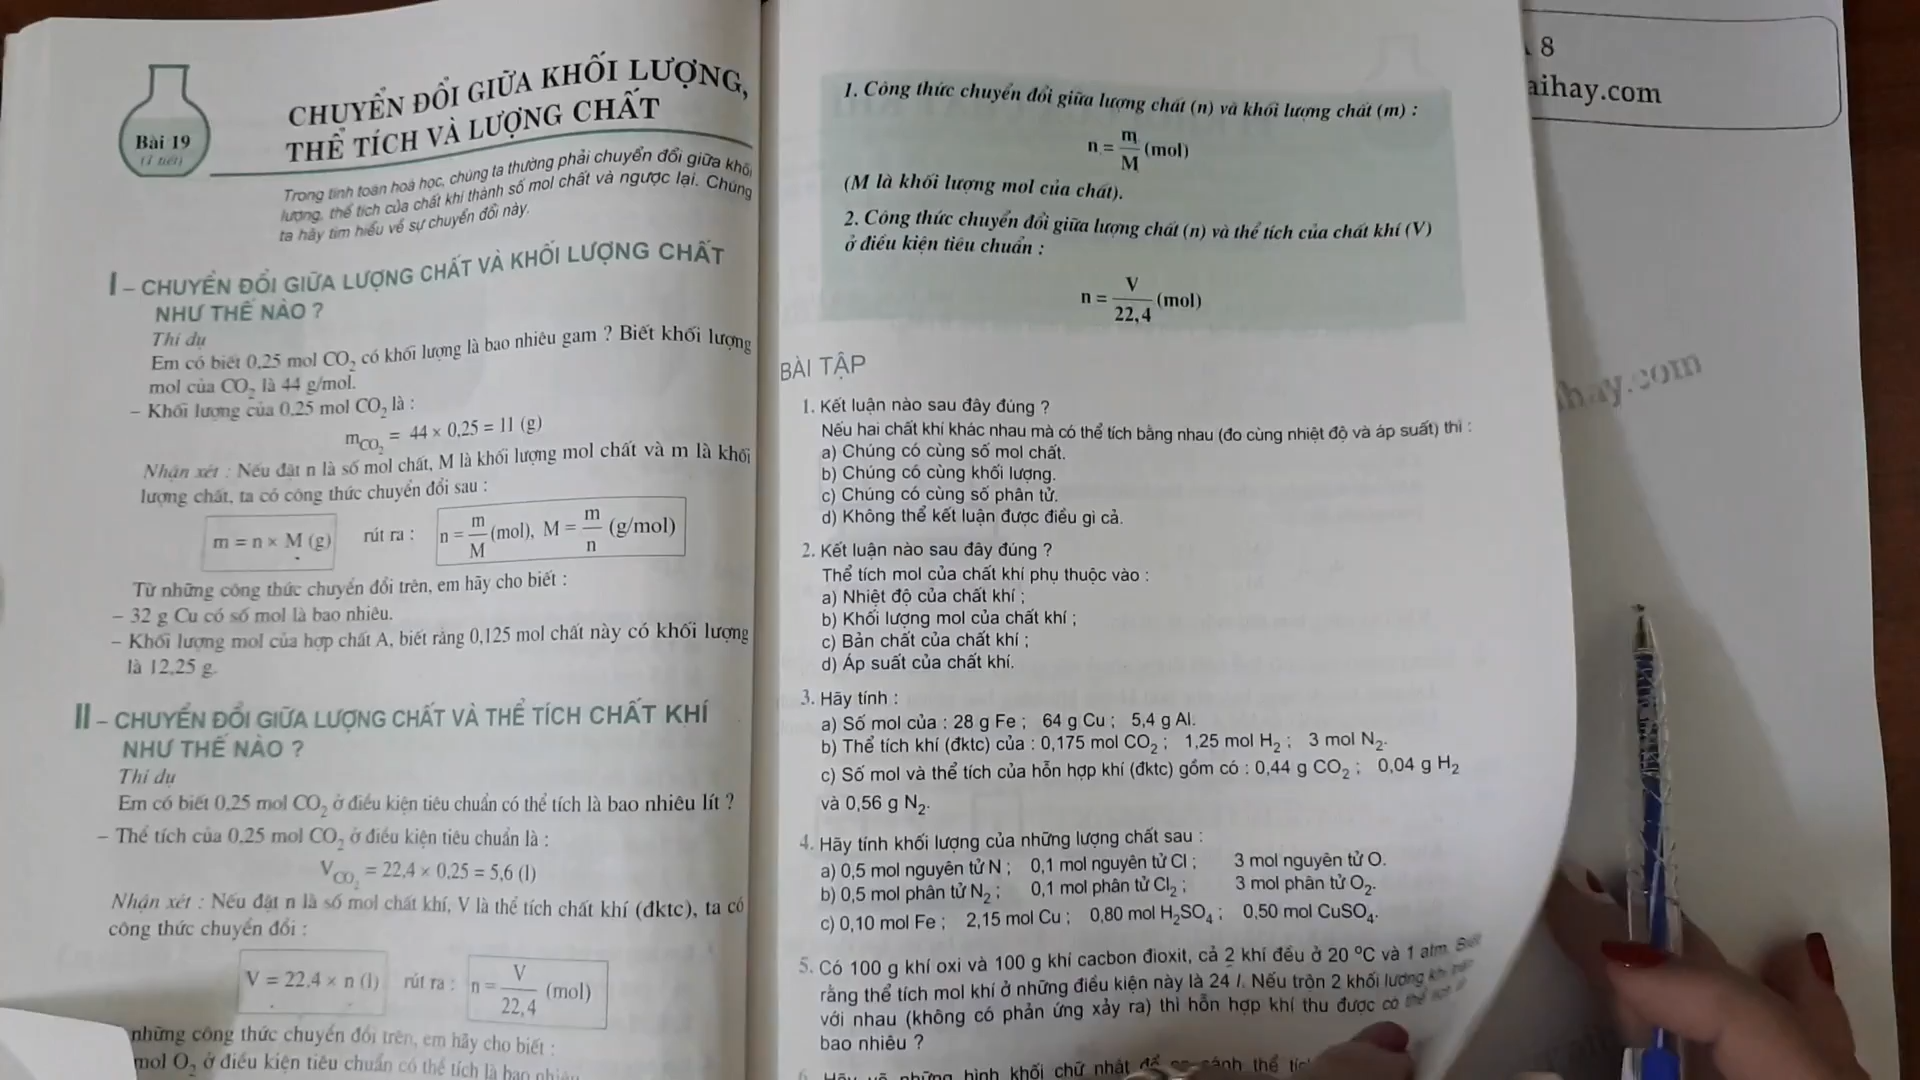 Bài 19
(1 tiết)
CHUYỂN ĐỔI GIỮA KHỐI LƯỢNG,
THỂ TÍCH VÀ LƯỢNG CHẤT
Trong tính toán hoá học, chúng ta thường phải chuyển đổi giữa khối
lượng, thể tích của chất khí thành số mol chất và ngược lại. Chúng
ta hãy tìm hiểu về sự chuyển đổi này.
I – CHUYỂN ĐỔI GIỮA LƯỢNG CHẤT VÀ KHỐI LƯỢNG CHẤT
NHƯ THẾ NÀO ?
Thí dụ
Em có biết 0,25 mol CO₂ có khối lượng là bao nhiêu gam ? Biết khối lượng
mol của CO₂ là 44 g/mol.
– Khối lượng của 0,25 mol CO₂ là :
m_CO₂ = 44 × 0,25 = 11 (g)
Nhận xét : Nếu đặt n là số mol chất, M là khối lượng mol chất và m là khối
lượng chất, ta có công thức chuyển đổi sau :
m = n × M (g) rút ra : n = m/M (mol), M = m/n (g/mol)
Từ những công thức chuyển đổi trên, em hãy cho biết :
– 32 g Cu có số mol là bao nhiêu.
– Khối lượng mol của hợp chất A, biết rằng 0,125 mol chất này có khối lượng
là 12,25 g.
II – CHUYỂN ĐỔI GIỮA LƯỢNG CHẤT VÀ THỂ TÍCH CHẤT KHÍ
NHƯ THẾ NÀO ?
Thí dụ
Em có biết 0,25 mol CO₂ ở điều kiện tiêu chuẩn có thể tích là bao nhiêu lít ?
– Thể tích của 0,25 mol CO₂ ở điều kiện tiêu chuẩn là :
V_CO₂ = 22,4 × 0,25 = 5,6 (l)
Nhận xét : Nếu đặt n là số mol chất khí, V là thể tích chất khí (đktc), ta có
công thức chuyển đổi :
V = 22,4 × n (l) rút ra : n = V/22,4 (mol)
những công thức chuyển đổi trên, em hãy cho biết :
mol O₂ ở điều kiện tiêu chuẩn có thể tích là bao
1. Công thức chuyển đổi giữa lượng chất (n) và khối lượng chất (m) :
n = m/M (mol)
(M là khối lượng mol của chất).
2. Công thức chuyển đổi giữa lượng chất (n) và thể tích của chất khí (V)
ở điều kiện tiêu chuẩn :
n = V/22,4 (mol)
BÀI TẬP
1. Kết luận nào sau đây đúng ?
Nếu hai chất khí khác nhau mà có thể tích bằng nhau (đo cùng nhiệt độ và áp suất) thì :
a) Chúng có cùng số mol chất.
b) Chúng có cùng khối lượng.
c) Chúng có cùng số phân tử.
d) Không thể kết luận được điều gì cả.
2. Kết luận nào sau đây đúng ?
Thể tích mol của chất khí phụ thuộc vào :
a) Nhiệt độ của chất khí ;
b) Khối lượng mol của chất khí ;
c) Bản chất của chất khí ;
d) Áp suất của chất khí.
3. Hãy tính :
a) Số mol của : 28 g Fe ; 64 g Cu ; 5,4 g Al.
b) Thể tích khí (đktc) của : 0,175 mol CO₂ ; 1,25 mol H₂ ; 3 mol N₂.
c) Số mol và thể tích của hỗn hợp khí (đktc) gồm có : 0,44 g CO₂ ; 0,04 g H₂
và 0,56 g N₂.
4. Hãy tính khối lượng của những lượng chất sau :
a) 0,5 mol nguyên tử N ; 0,1 mol nguyên tử Cl ; 3 mol nguyên tử O.
b) 0,5 mol phân tử N₂ ; 0,1 mol phân tử Cl₂ ; 3 mol phân tử O₂.
c) 0,10 mol Fe ; 2,15 mol Cu ; 0,80 mol H₂SO₄ ; 0,50 mol CuSO₄.
5. Có 100 g khí oxi và 100 g khí cacbon đioxit, cả 2 khí đều ở 20 ºC và 1 atm. Biết
rằng thể tích mol khí ở những điều kiện này là 24 l. Nếu trộn 2 khối lượng khí trên
với nhau (không có phản ứng xảy ra) thì hỗn hợp khí thu được có thể tích là
bao nhiêu ?
6. Hãy vẽ những hình khối chữ nhật để so sánh thể tích
8
aihay.com
hay.com